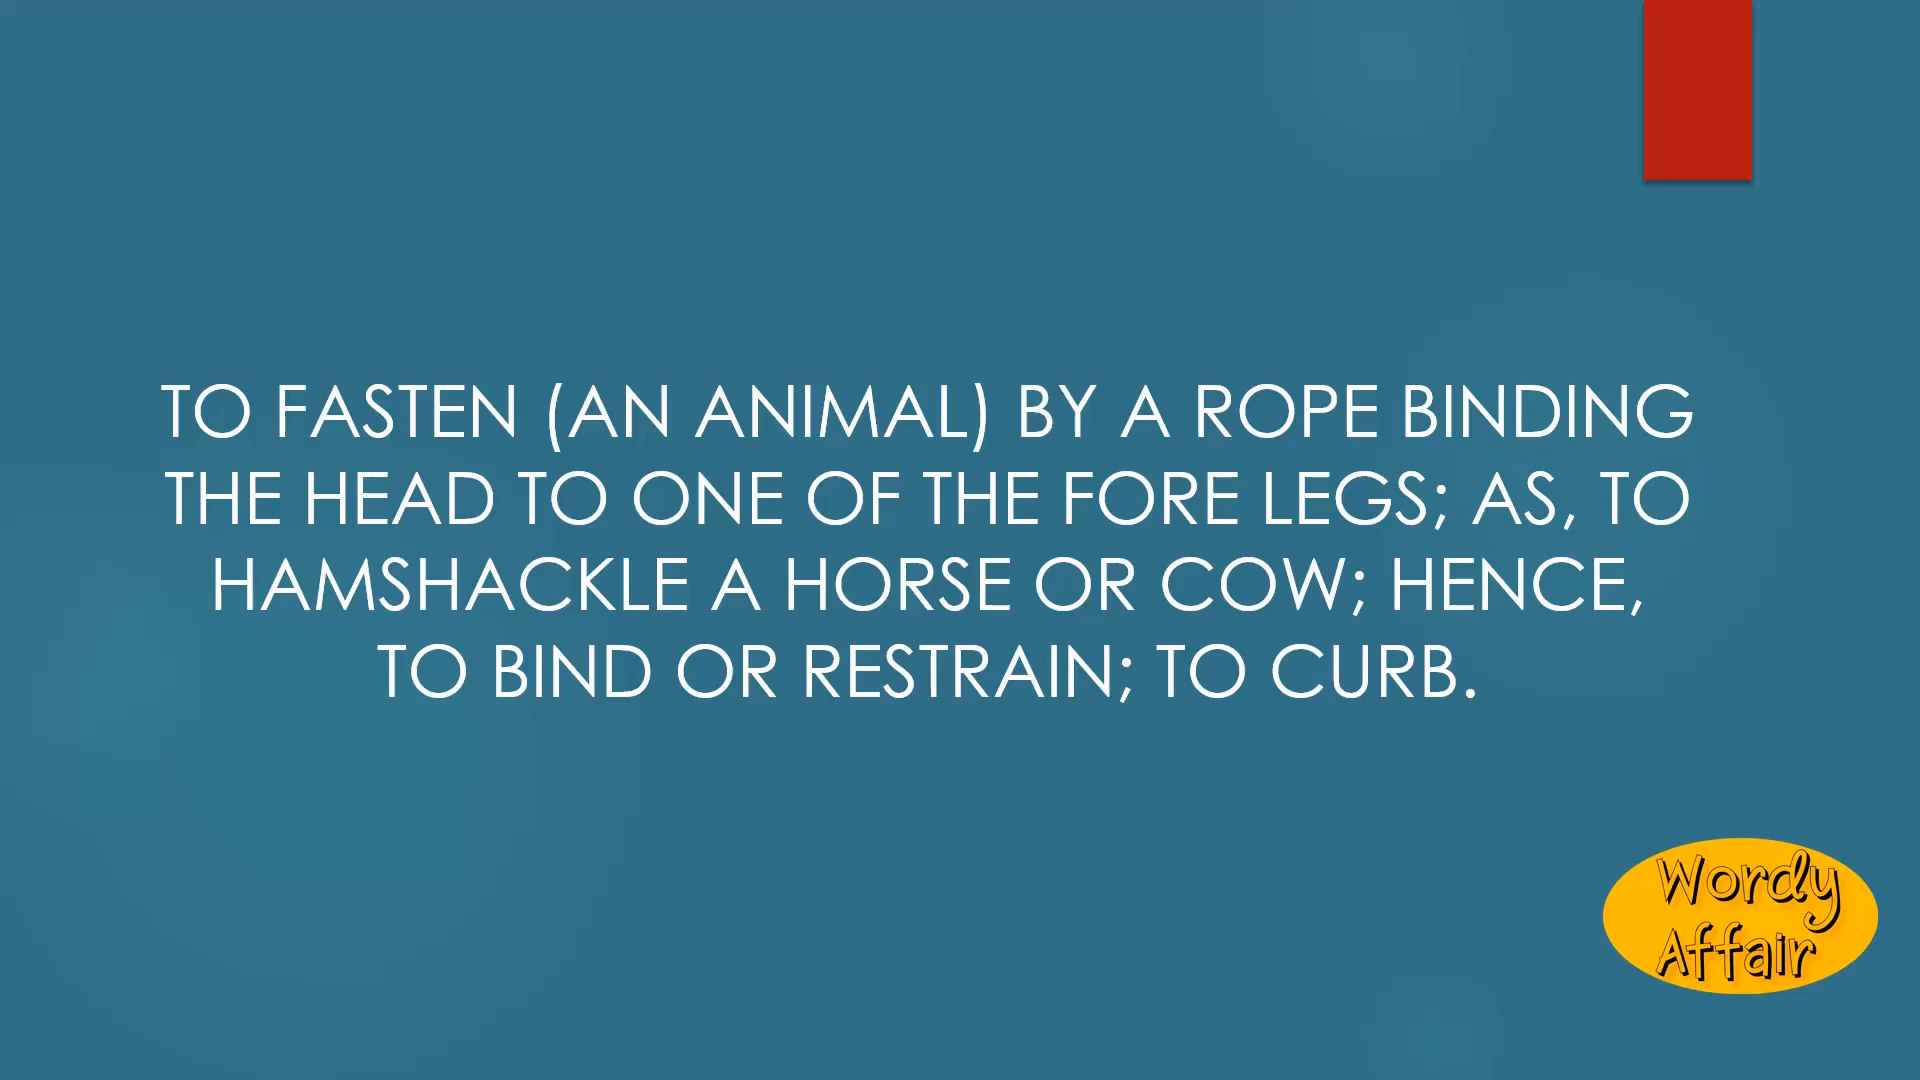 TO FASTEN (AN ANIMAL) BY A ROPE BINDING
THE HEAD TO ONE OF THE FORE LEGS; AS, TO
HAMSHACKLE A HORSE OR COW; HENCE,
TO BIND OR RESTRAIN; TO CURB.
Wordy
Affair